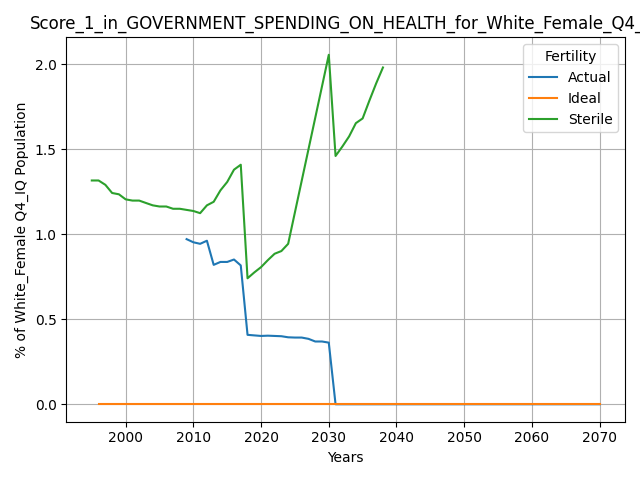 Score_1_in_GOVERNMENT_SPENDING_ON_HEALTH_for_White_Female_Q4_
Fertility
Actual
Ideal
Sterile
% of White_Female Q4_IQ Population
2.0
1.5
1.0
0.5
0.0
2000 2010 2020 2030 2040 2050 2060 2070
Years